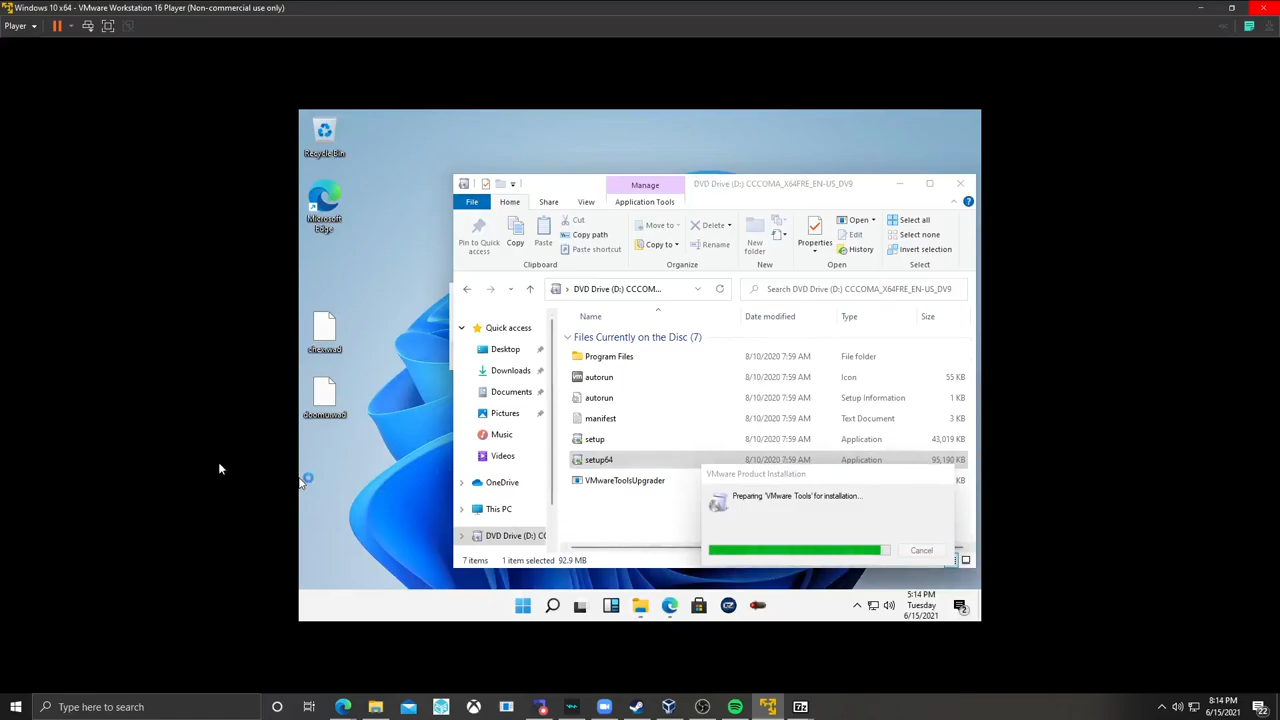 Windows 10 x64 - VMware Workstation 16 Player (Non-commercial use only)
Player
Recycle Bin
Microsoft
Edge
chex.wad
doomu.wad
Manage
DVD Drive (D:) CCCOMA_X64FRE_EN-US_DV9
File
Home
Share
View
Application Tools
Pin to Quick
access
Copy
Paste
Cut
Copy path
Paste shortcut
Clipboard
Move to
Copy to
Delete
Rename
Organize
New
folder
New
Properties
Open
Edit
History
Open
Select all
Select none
Invert selection
Select
DVD Drive (D:) CCCOM...
Search DVD Drive (D:) CCCOMA_X64FRE_EN-US_DV9
Name
Date modified
Type
Size
Quick access
Desktop
Downloads
Documents
Pictures
Music
Videos
OneDrive
This PC
DVD Drive (D:) CC
Files Currently on the Disc (7)
Program Files 8/10/2020 7:59 AM File folder
autorun 8/10/2020 7:59 AM Icon 55 KB
autorun 8/10/2020 7:59 AM Setup Information 1 KB
manifest 8/10/2020 7:59 AM Text Document 3 KB
setup 8/10/2020 7:59 AM Application 43,019 KB
setup64 8/10/2020 7:59 AM Application 95,190 KB
VMwareToolsUpgrader KB
VMware Product Installation
Preparing 'VMware Tools' for installation...
Cancel
7 items 1 item selected 92.9 MB
5:14 PM
Tuesday
6/15/2021
2
Type here to search
8:14 PM
6/15/2021
22